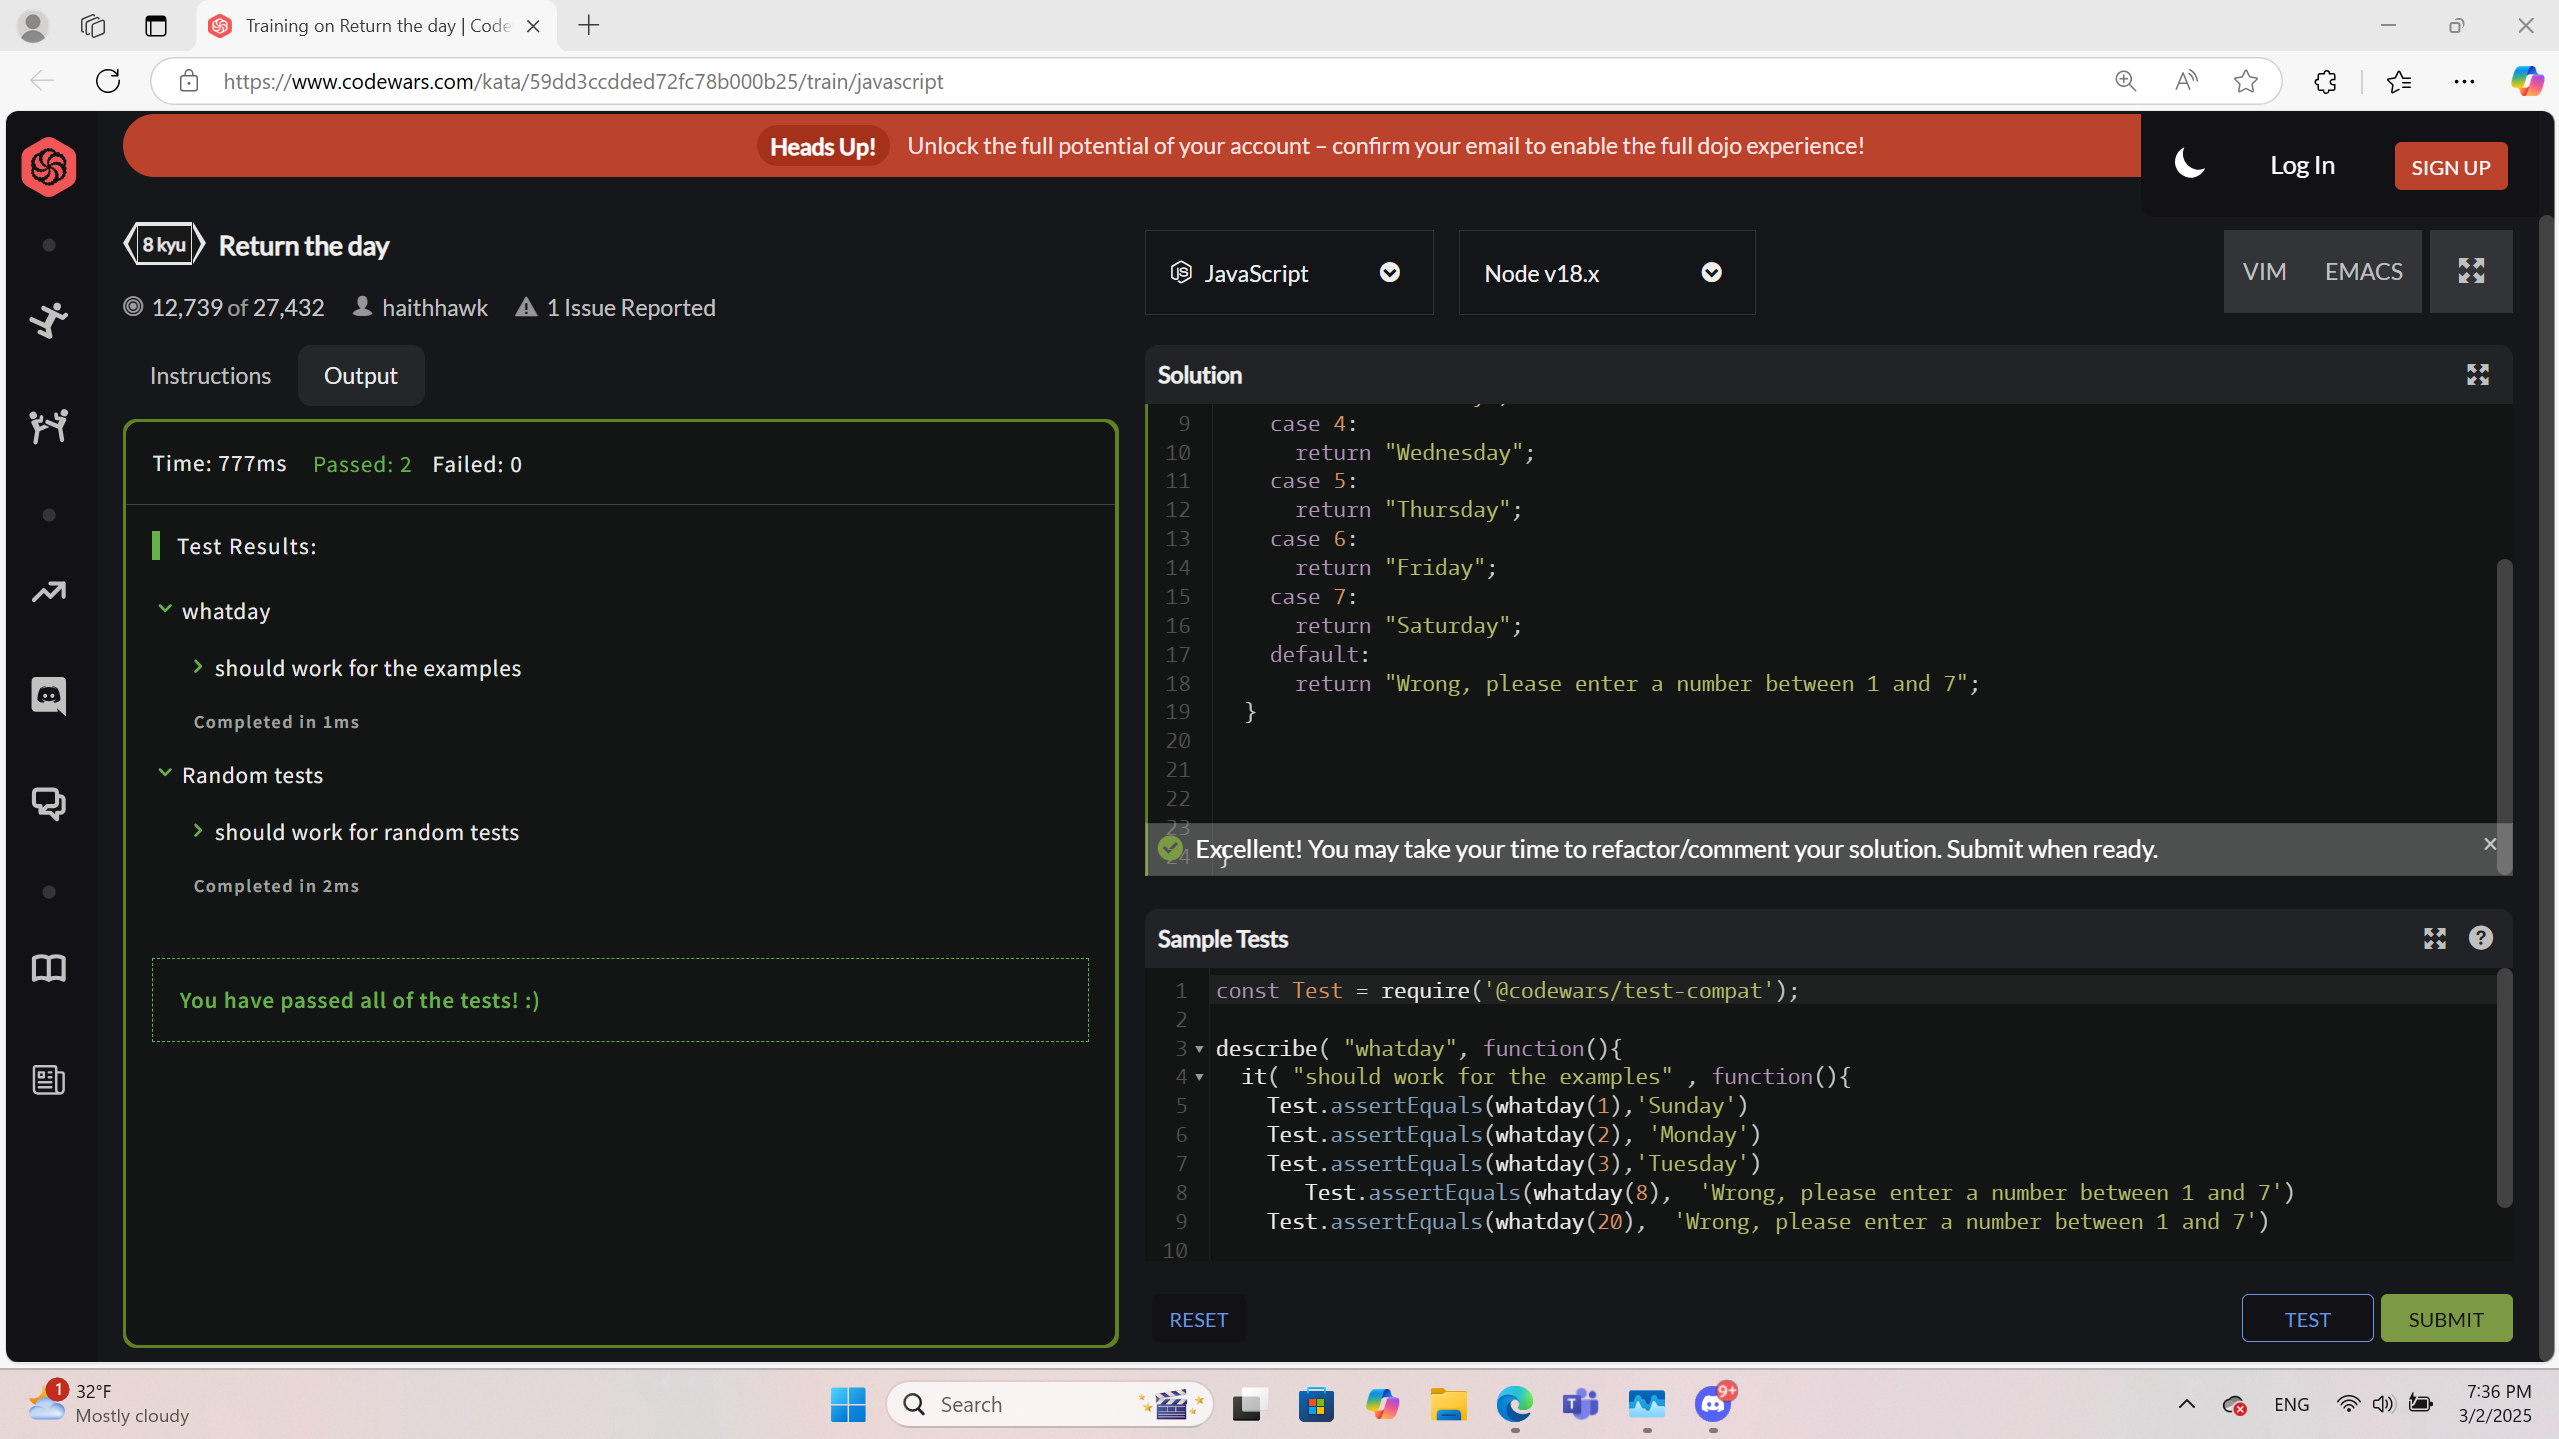 Training on Return the day | Code
https://www.codewars.com/kata/59dd3ccdded72fc78b000b25/train/javascript
Heads Up! Unlock the full potential of your account – confirm your email to enable the full dojo experience!
Log In
SIGN UP
8 kyu Return the day
12,739 of 27,432 haithhawk 1 Issue Reported
JavaScript
Node v18.x
VIM EMACS
Instructions
Output
Time: 777ms Passed: 2 Failed: 0
Test Results:
whatday
should work for the examples
Completed in 1ms
Random tests
should work for random tests
Completed in 2ms
You have passed all of the tests! :)
Solution
9 case 4:
10 return "Wednesday";
11 case 5:
12 return "Thursday";
13 case 6:
14 return "Friday";
15 case 7:
16 return "Saturday";
17 default:
18 return "Wrong, please enter a number between 1 and 7";
19 }
20
21
22
23
24 }
Excellent! You may take your time to refactor/comment your solution. Submit when ready.
Sample Tests
1 const Test = require('@codewars/test-compat');
2
3 describe( "whatday", function(){
4 it( "should work for the examples" , function(){
5 Test.assertEquals(whatday(1),'Sunday')
6 Test.assertEquals(whatday(2), 'Monday')
7 Test.assertEquals(whatday(3),'Tuesday')
8 Test.assertEquals(whatday(8), 'Wrong, please enter a number between 1 and 7')
9 Test.assertEquals(whatday(20), 'Wrong, please enter a number between 1 and 7')
10
RESET
TEST
SUBMIT
1
32°F
Mostly cloudy
Search
9+
ENG
7:36 PM
3/2/2025